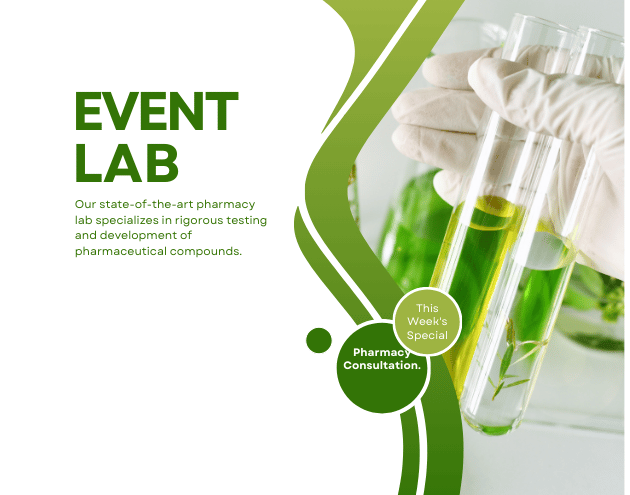 EVENT
LAB
Our state-of-the-art pharmacy
lab specializes in rigorous testing
and development of
pharmaceutical compounds.
This
Week's
Special
Pharmacy
Consultation.